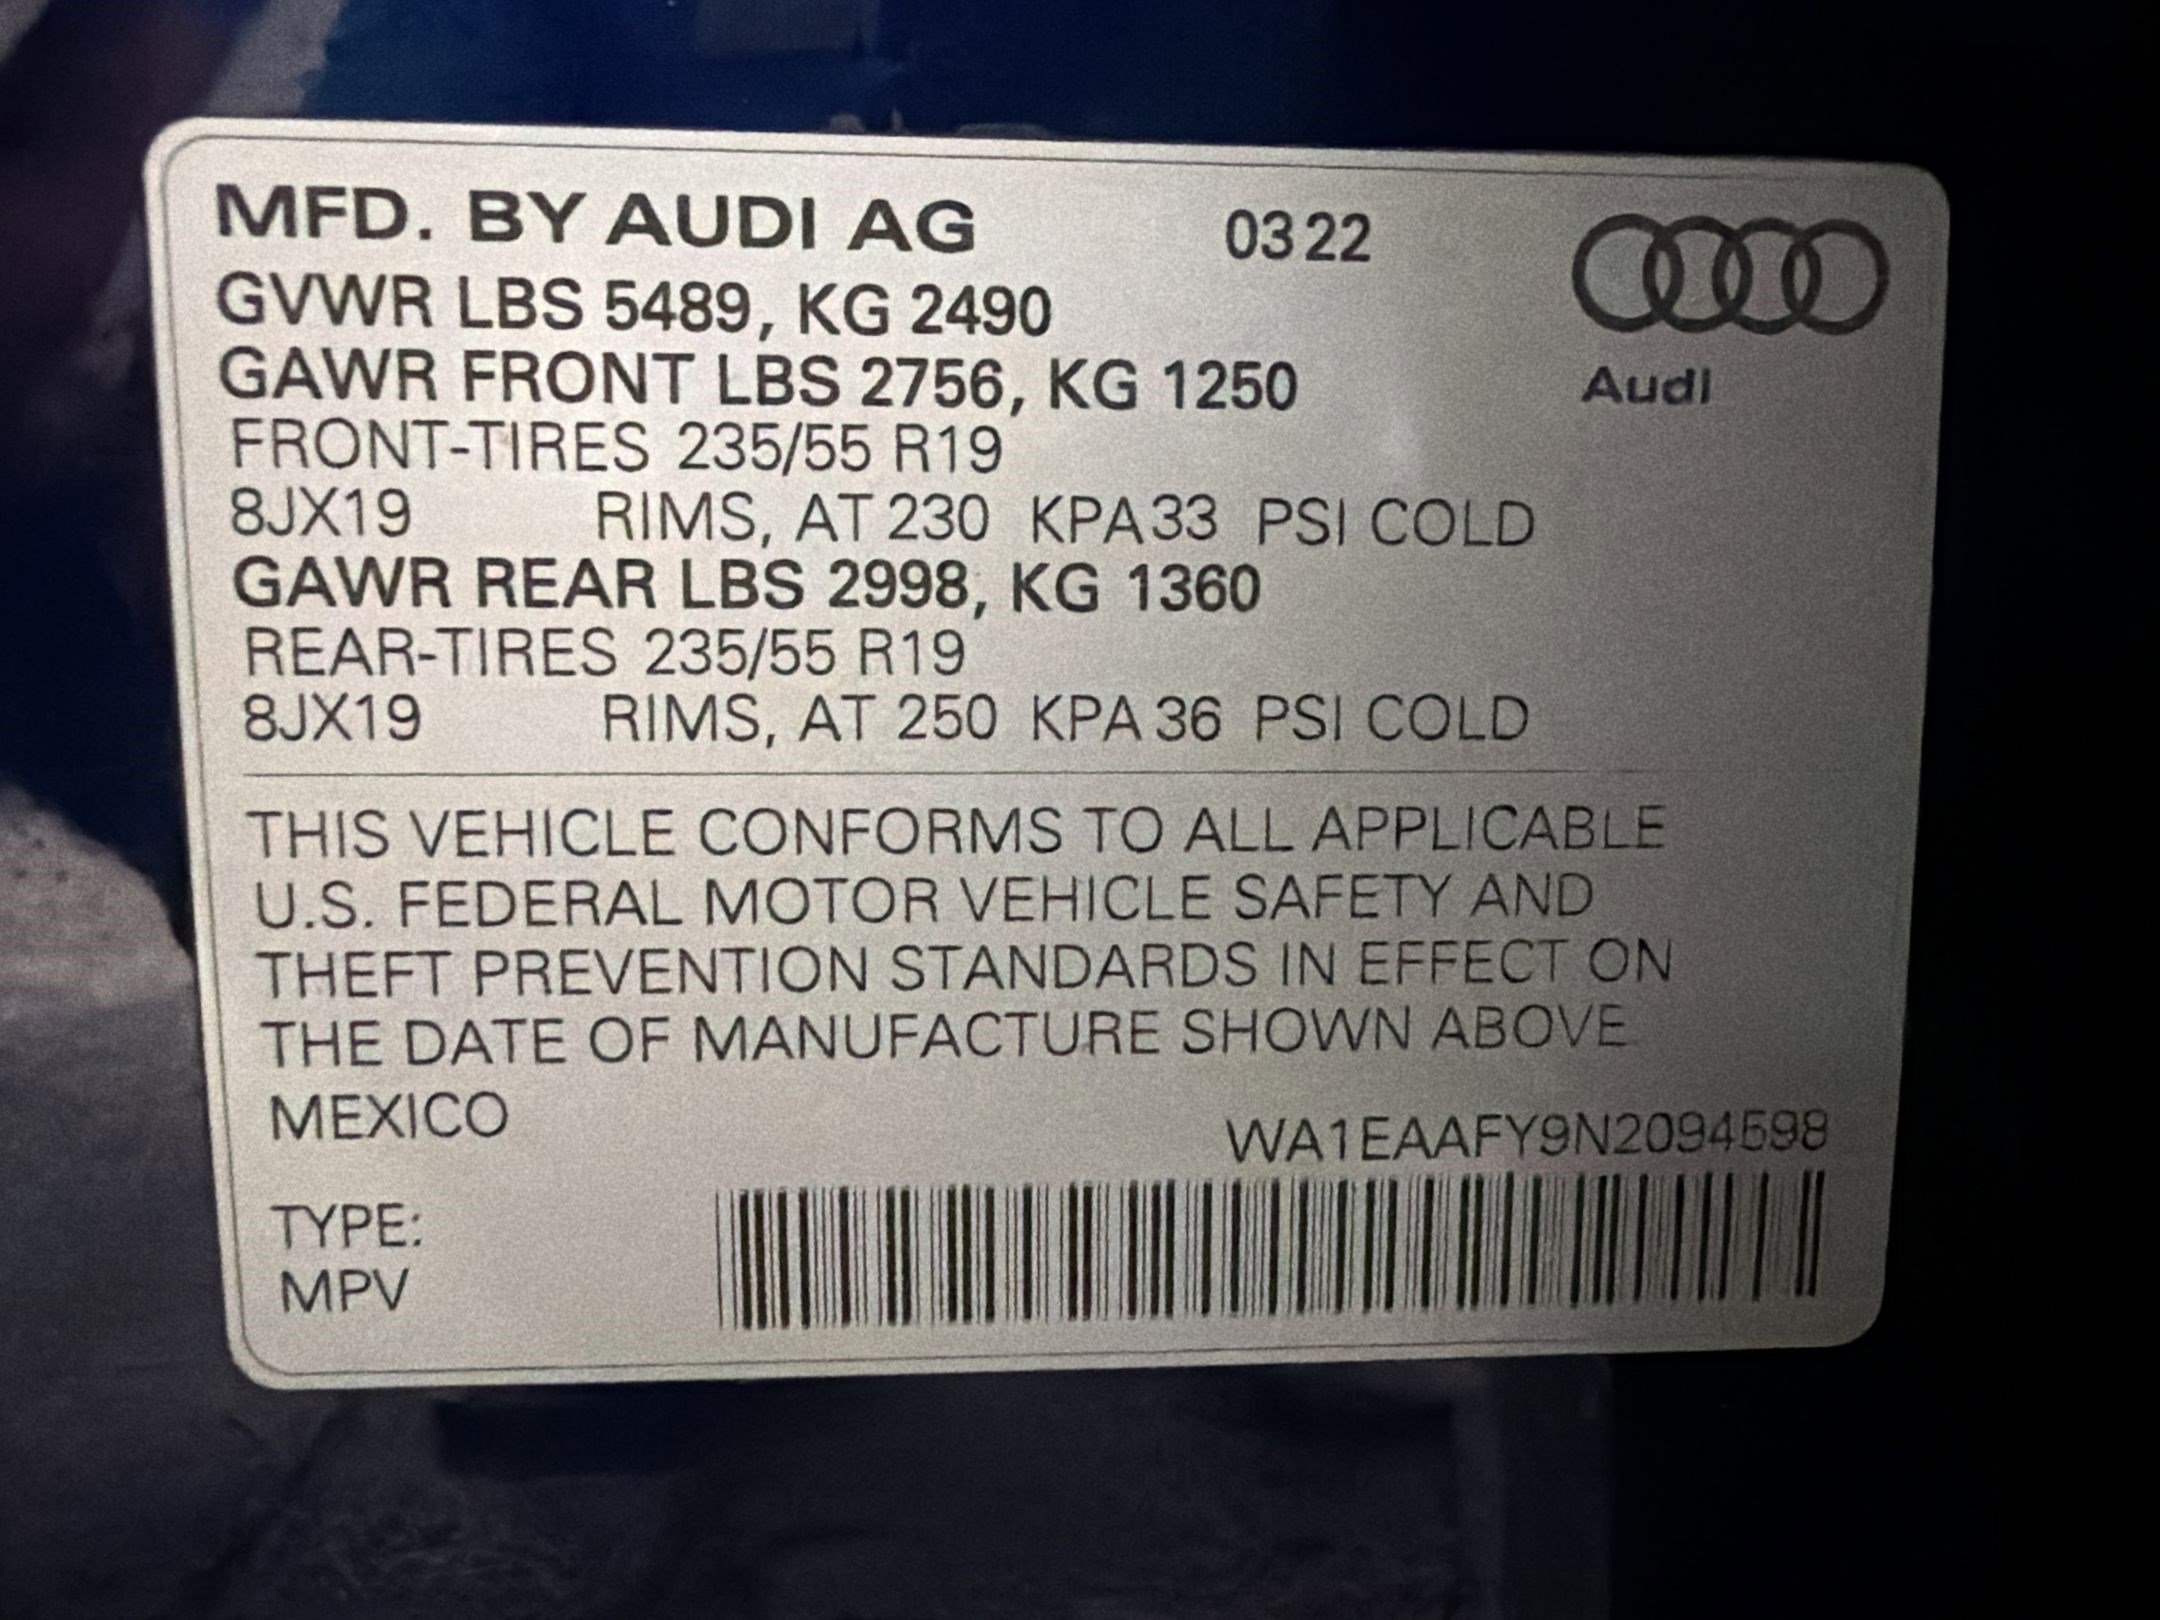 MFD. BY AUDI AG 03 22
GVWR LBS 5489, KG 2490
GAWR FRONT LBS 2756, KG 1250
Audi
FRONT-TIRES 235/55 R19
8JX19 RIMS, AT 230 KPA 33 PSI COLD
GAWR REAR LBS 2998, KG 1360
REAR-TIRES 235/55 R19
8JX19 RIMS, AT 250 KPA 36 PSI COLD
THIS VEHICLE CONFORMS TO ALL APPLICABLE
U.S. FEDERAL MOTOR VEHICLE SAFETY AND
THEFT PREVENTION STANDARDS IN EFFECT ON
THE DATE OF MANUFACTURE SHOWN ABOVE
MEXICO
WA1EAAFY9N2094598
TYPE:
MPV